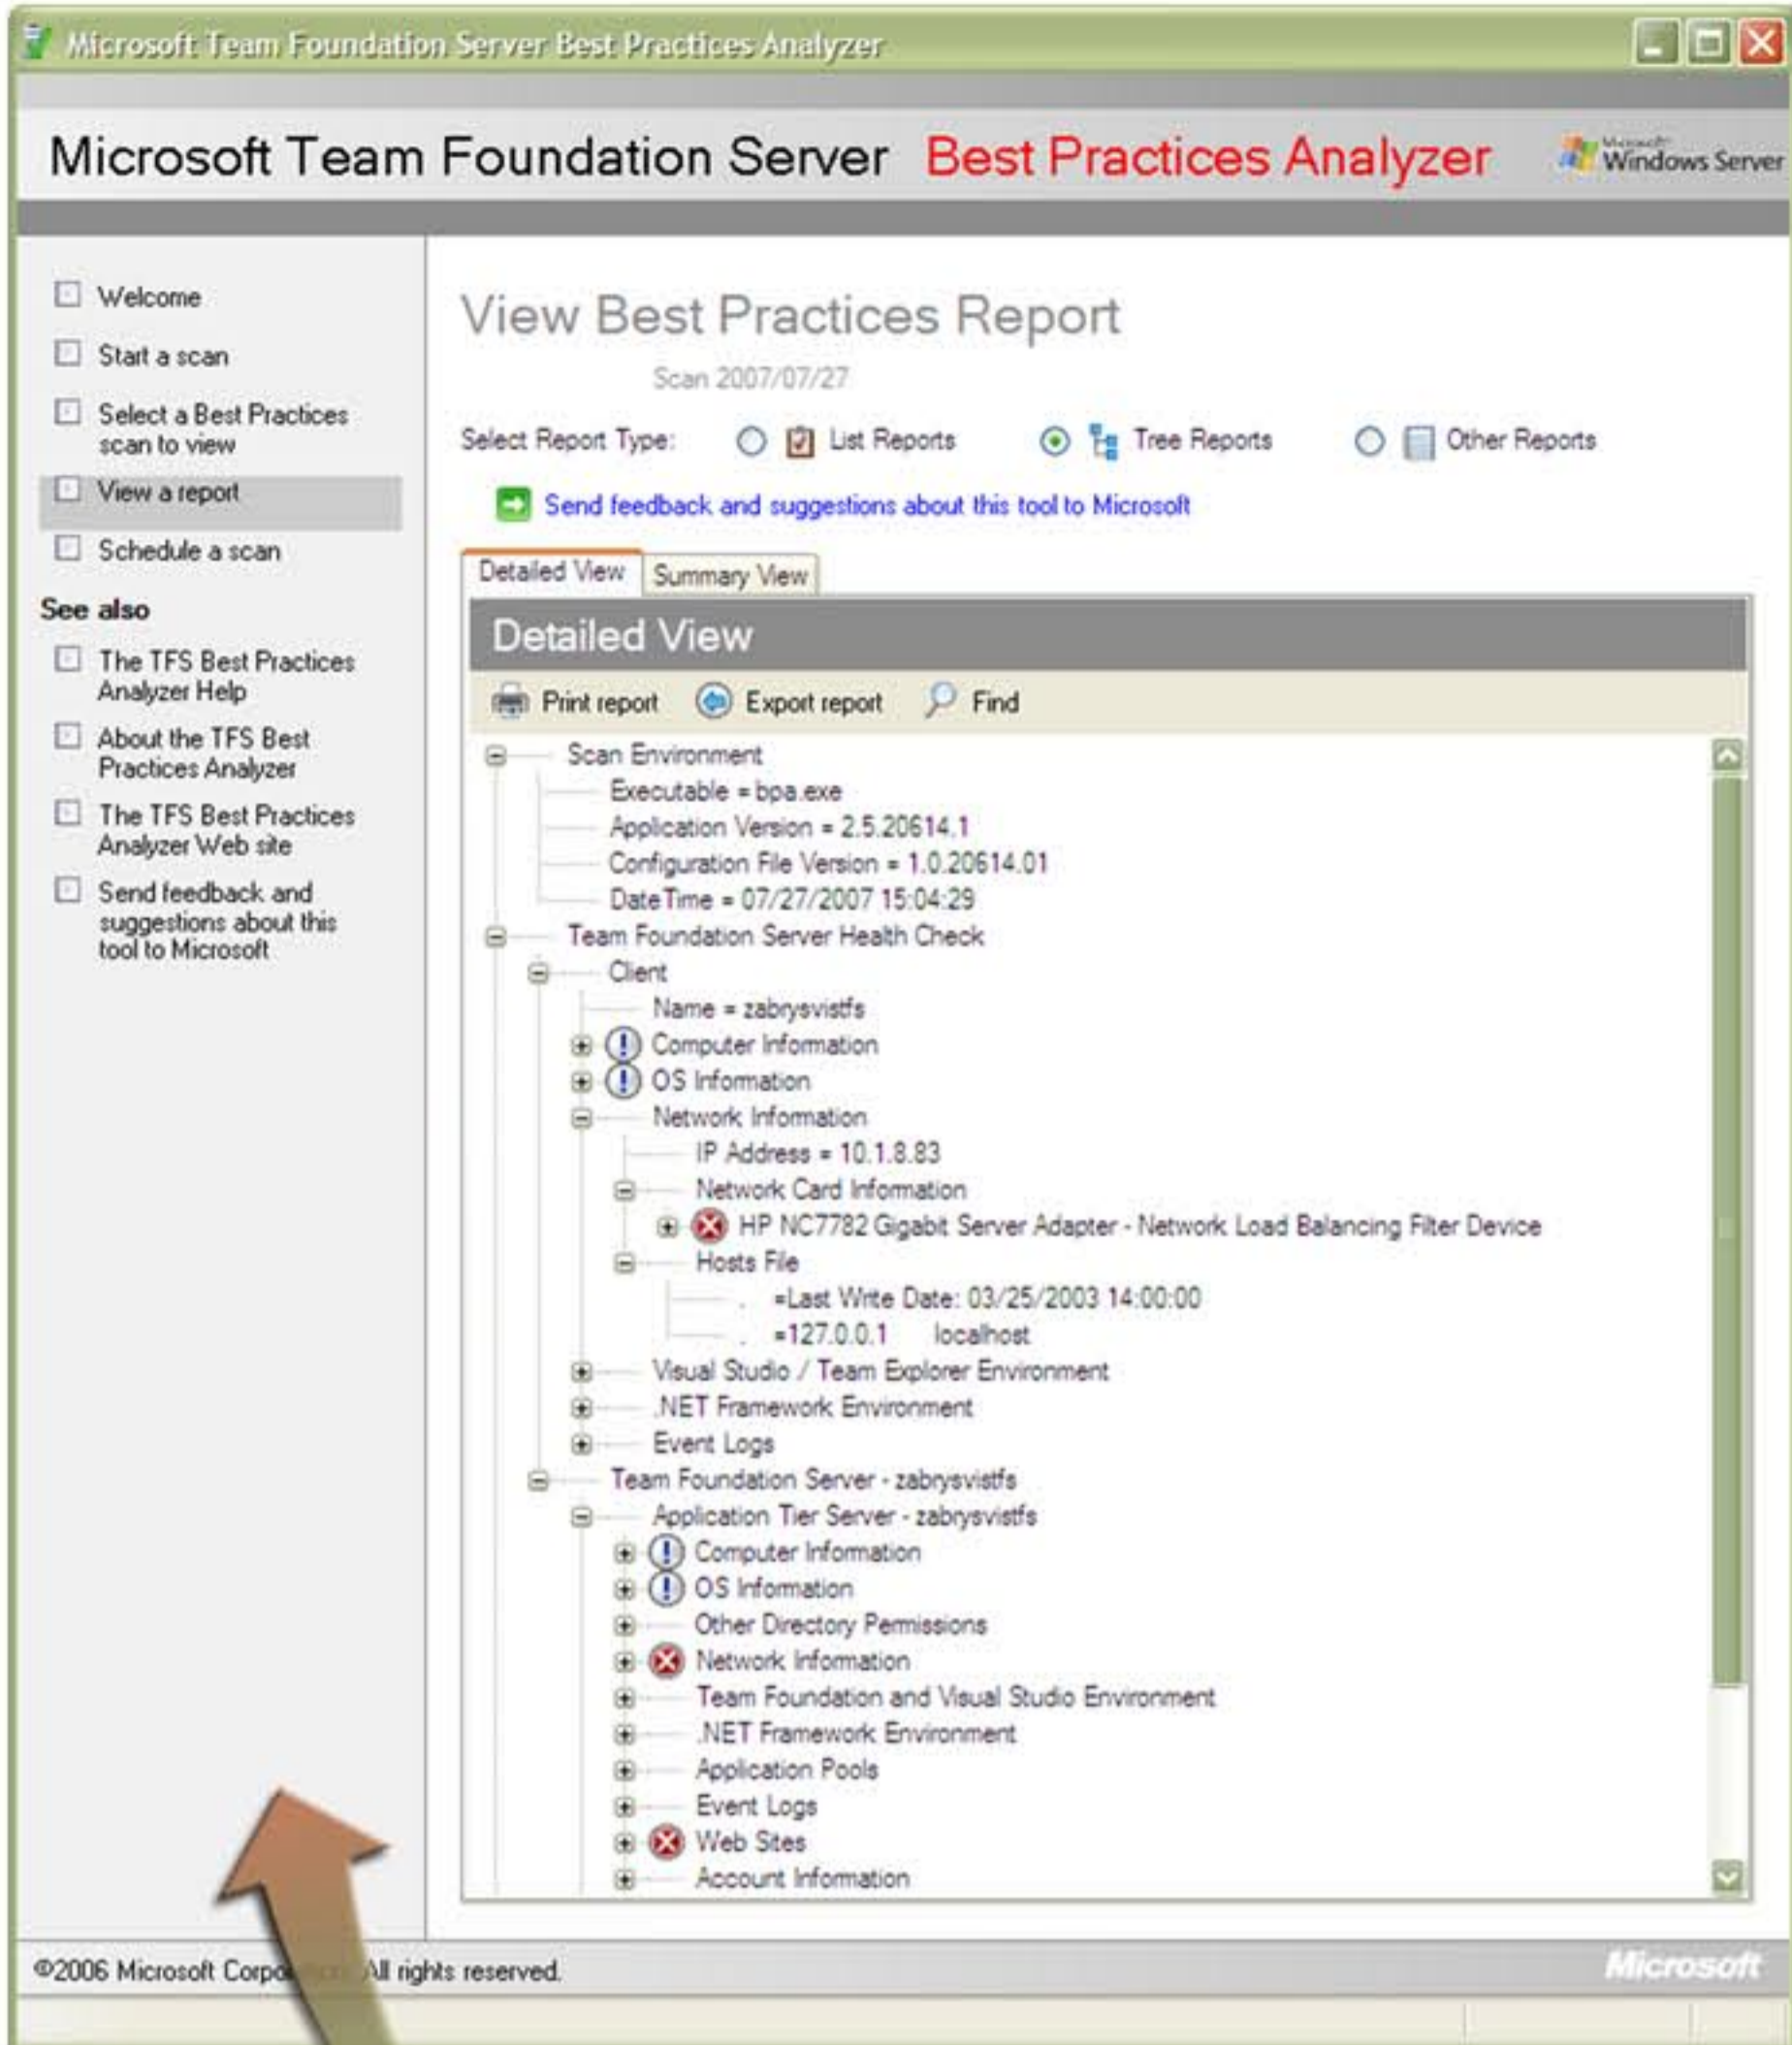 Microsoft Team Foundation Server Best Practices Analyzer
Microsoft Team Foundation Server Best Practices Analyzer
Microsoft
Windows Server
Welcome
Start a scan
Select a Best Practices
scan to view
View a report
Schedule a scan
See also
The TFS Best Practices
Analyzer Help
About the TFS Best
Practices Analyzer
The TFS Best Practices
Analyzer Web site
Send feedback and
suggestions about this
tool to Microsoft
View Best Practices Report
Scan 2007/07/27
Select Report Type: List Reports Tree Reports Other Reports
Send feedback and suggestions about this tool to Microsoft
Detailed View Summary View
Detailed View
Print report Export report Find
Scan Environment
Executable = bpa.exe
Application Version = 2.5.20614.1
Configuration File Version = 1.0.20614.01
DateTime = 07/27/2007 15:04:29
Team Foundation Server Health Check
Client
Name = zabrysvistfs
Computer Information
OS Information
Network Information
IP Address = 10.1.8.83
Network Card Information
HP NC7782 Gigabit Server Adapter - Network Load Balancing Filter Device
Hosts File
. =Last Write Date: 03/25/2003 14:00:00
. =127.0.0.1 localhost
Visual Studio / Team Explorer Environment
.NET Framework Environment
Event Logs
Team Foundation Server - zabrysvistfs
Application Tier Server - zabrysvistfs
Computer Information
OS Information
Other Directory Permissions
Network Information
Team Foundation and Visual Studio Environment
.NET Framework Environment
Application Pools
Event Logs
Web Sites
Account Information
©2006 Microsoft All rights reserved.
Microsoft